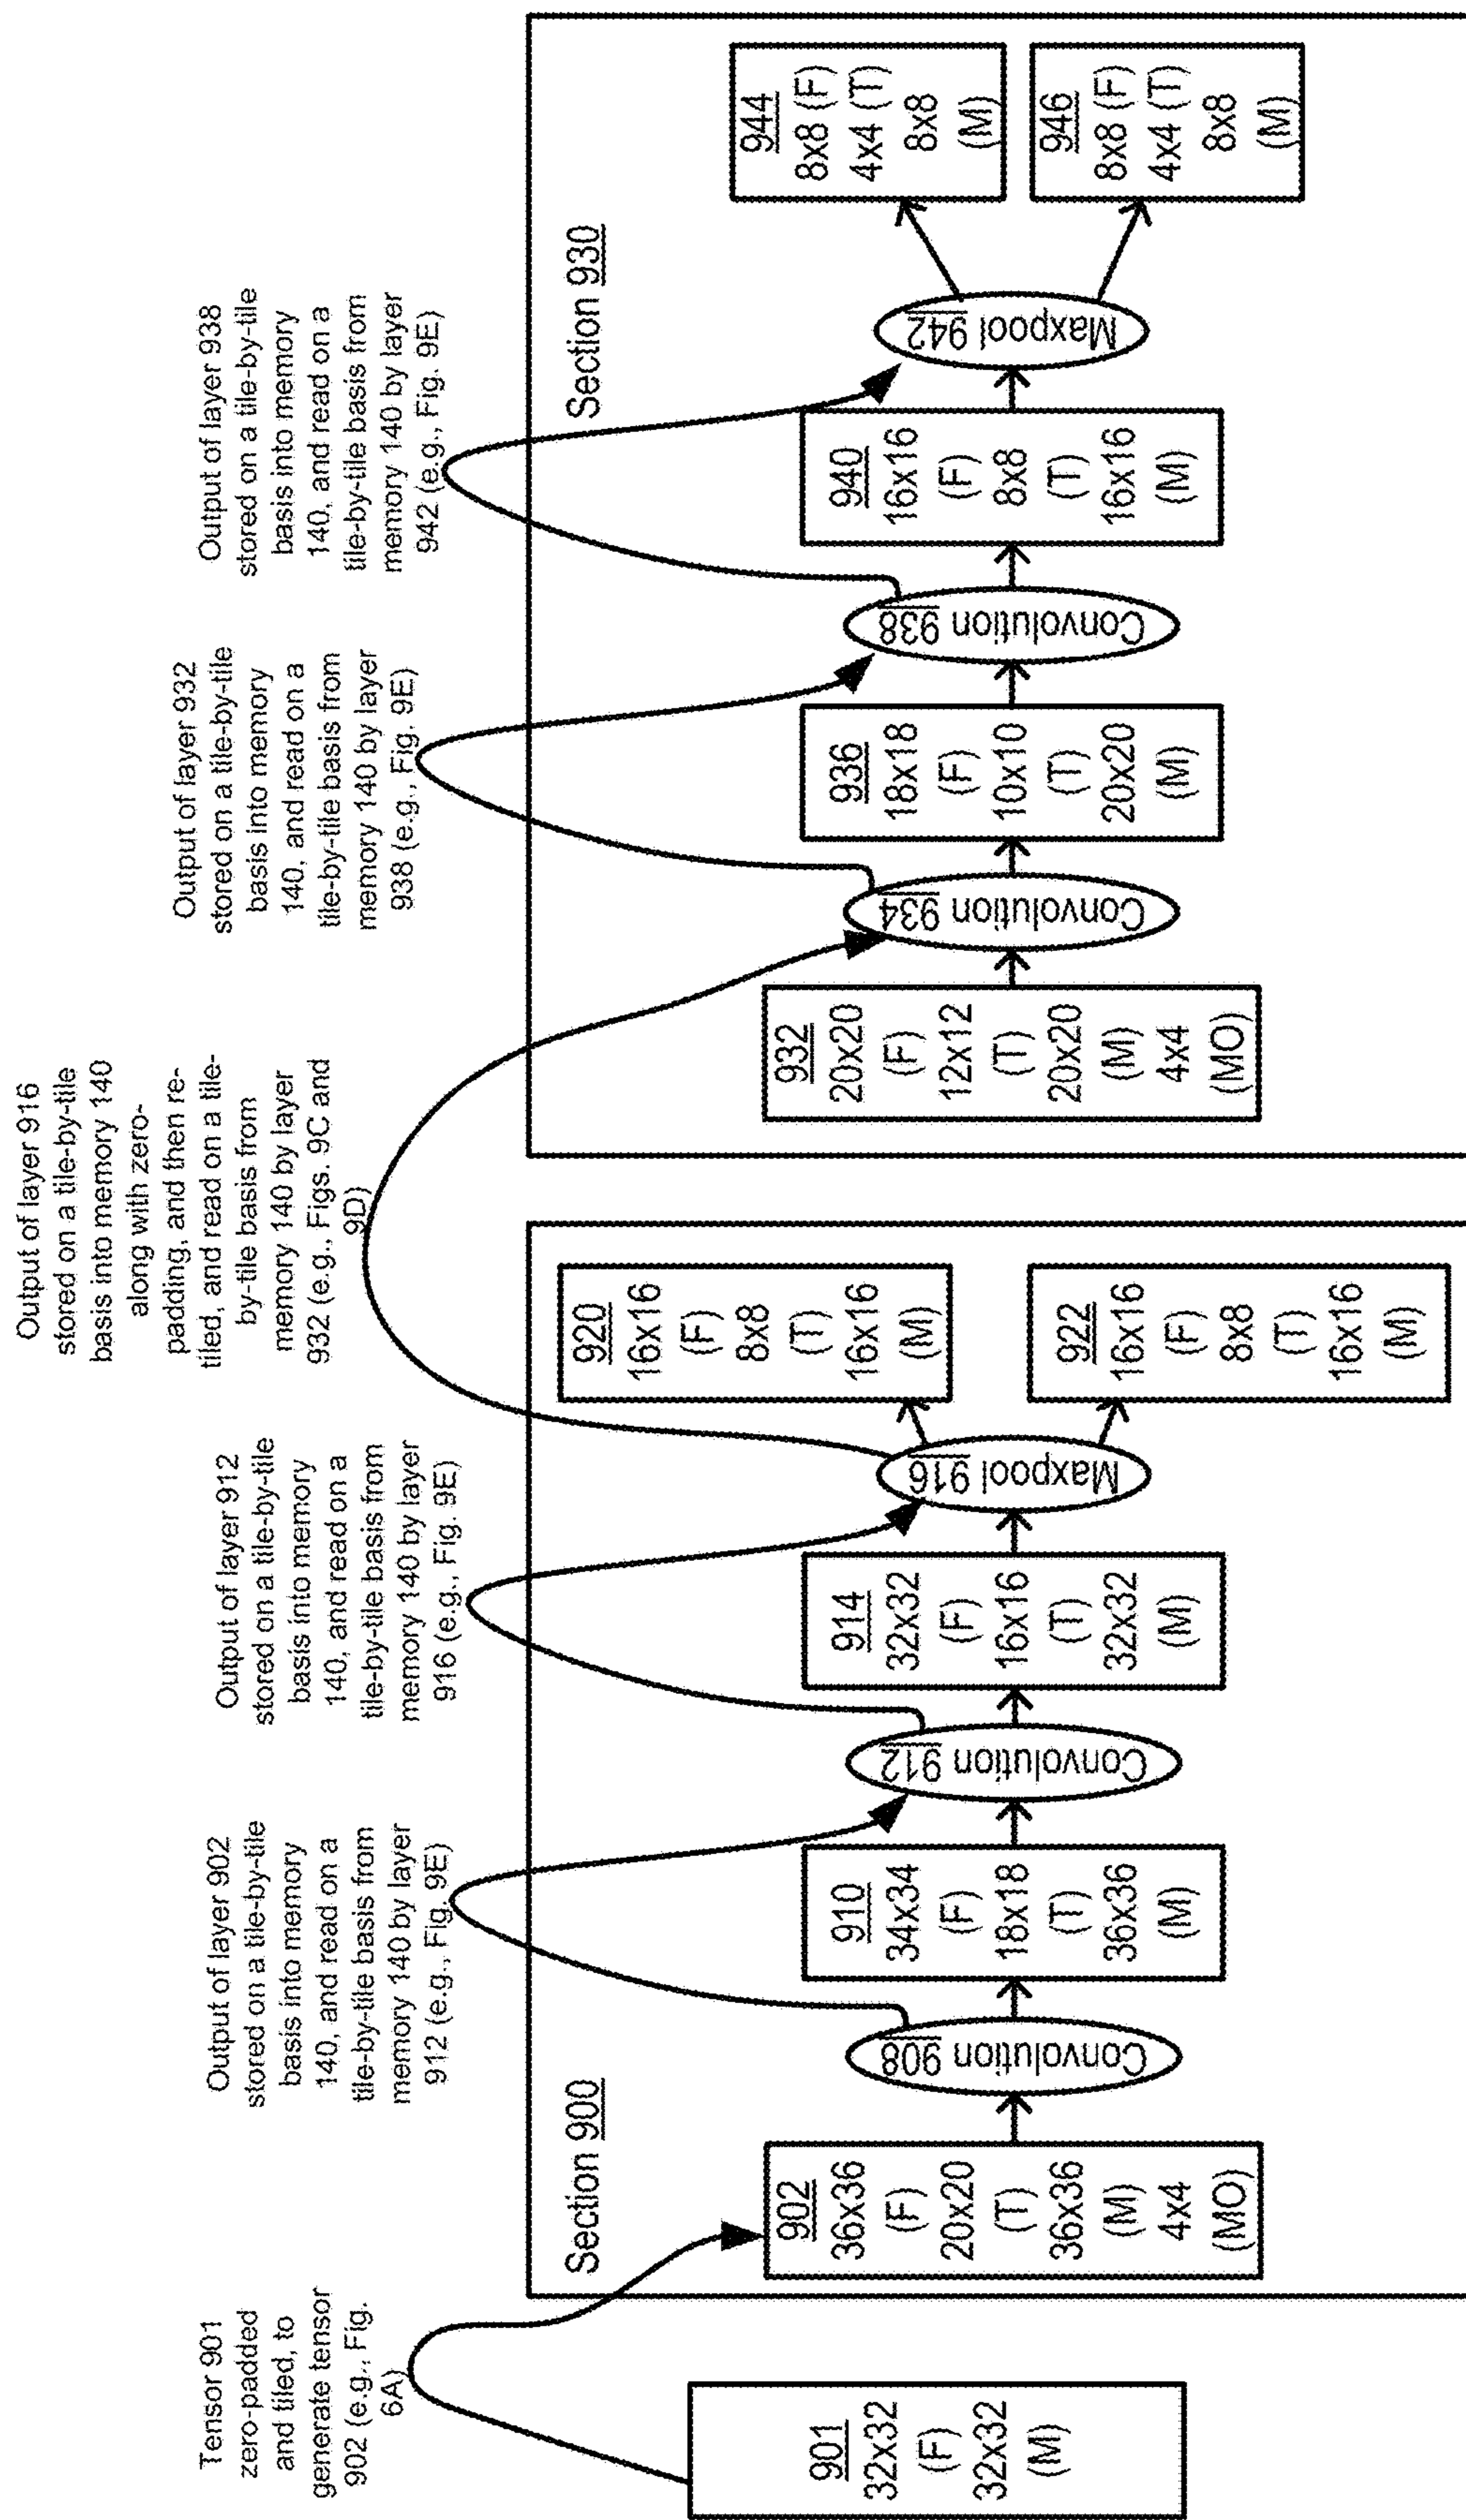 Tensor 901
zero-padded
and tiled, to
generate tensor
902 (e.g., Fig.
6A)
Output of layer 902
stored on a tile-by-tile
basis into memory
140, and read on a
tile-by-tile basis from
memory 140 by layer
912 (e.g., Fig. 9E)
Output of layer 912
stored on a tile-by-tile
basis into memory
140, and read on a
tile-by-tile basis from
memory 140 by layer
916 (e.g., Fig. 9E)
Output of layer 916
stored on a tile-by-tile
basis into memory 140
along with zero-
padding, and then re-
tiled, and read on a tile-
by-tile basis from
memory 140 by layer
932 (e.g., Figs. 9C and
9D)
Output of layer 932
stored on a tile-by-tile
basis into memory
140, and read on a
tile-by-tile basis from
memory 140 by layer
938 (e.g., Fig. 9E)
Output of layer 938
stored on a tile-by-tile
basis into memory
140, and read on a
tile-by-tile basis from
memory 140 by layer
942 (e.g., Fig. 9E)
901
32x32
(F)
32x32
(M)
Section 900
902
36x36
(F)
20x20
(T)
36x36
(M)
4x4
(MO)
Convolution 908
910
34x34
(F)
18x18
(T)
36x36
(M)
Convolution 912
914
32x32
(F)
16x16
(T)
32x32
(M)
Maxpool 916
920
16x16
(F)
8x8
(T)
16x16
(M)
922
16x16
(F)
8x8
(T)
16x16
(M)
Section 930
932
20x20
(F)
12x12
(T)
20x20
(M)
4x4
(MO)
Convolution 934
936
18x18
(F)
10x10
(T)
20x20
(M)
Convolution 938
940
16x16
(F)
8x8
(T)
16x16
(M)
Maxpool 942
944
8x8 (F)
4x4 (T)
8x8
(M)
946
8x8 (F)
4x4 (T)
8x8
(M)